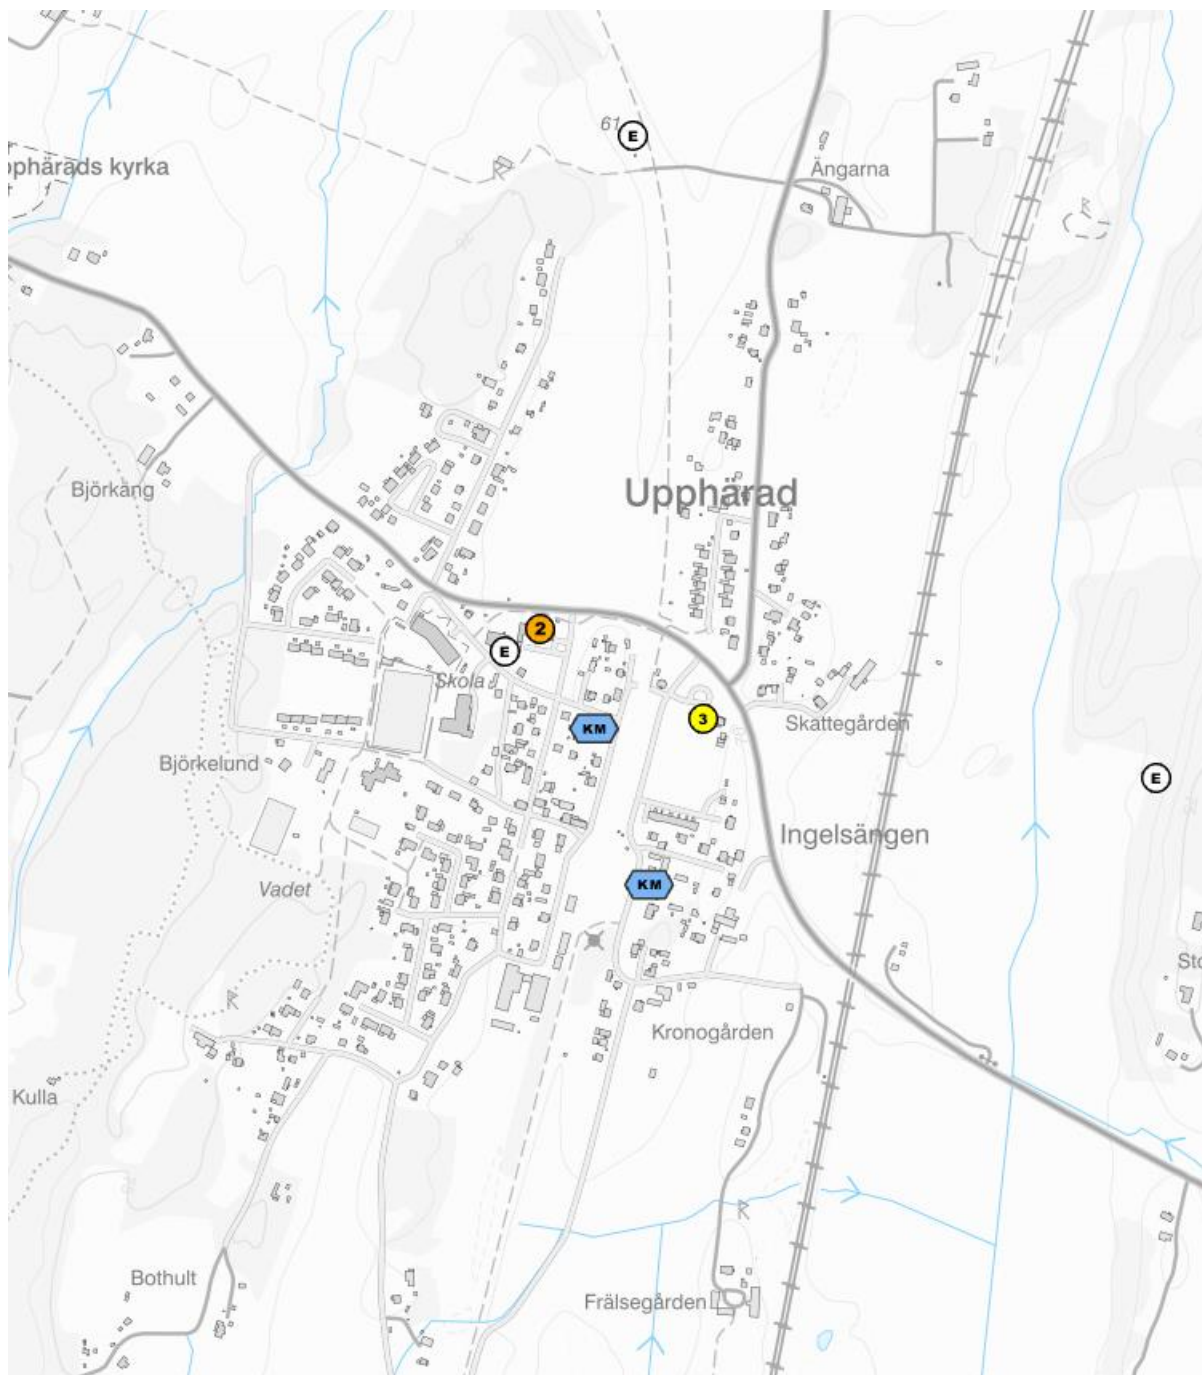 61
E
pphärads kyrka
Ängarna
Björkäng
Upphärad
2
E
Skola
3
KM
Skattegården
Björkelund
E
Ingelsängen
Vadet
KM
Sto
Kronogården
Kulla
Bothult
Frälsegården